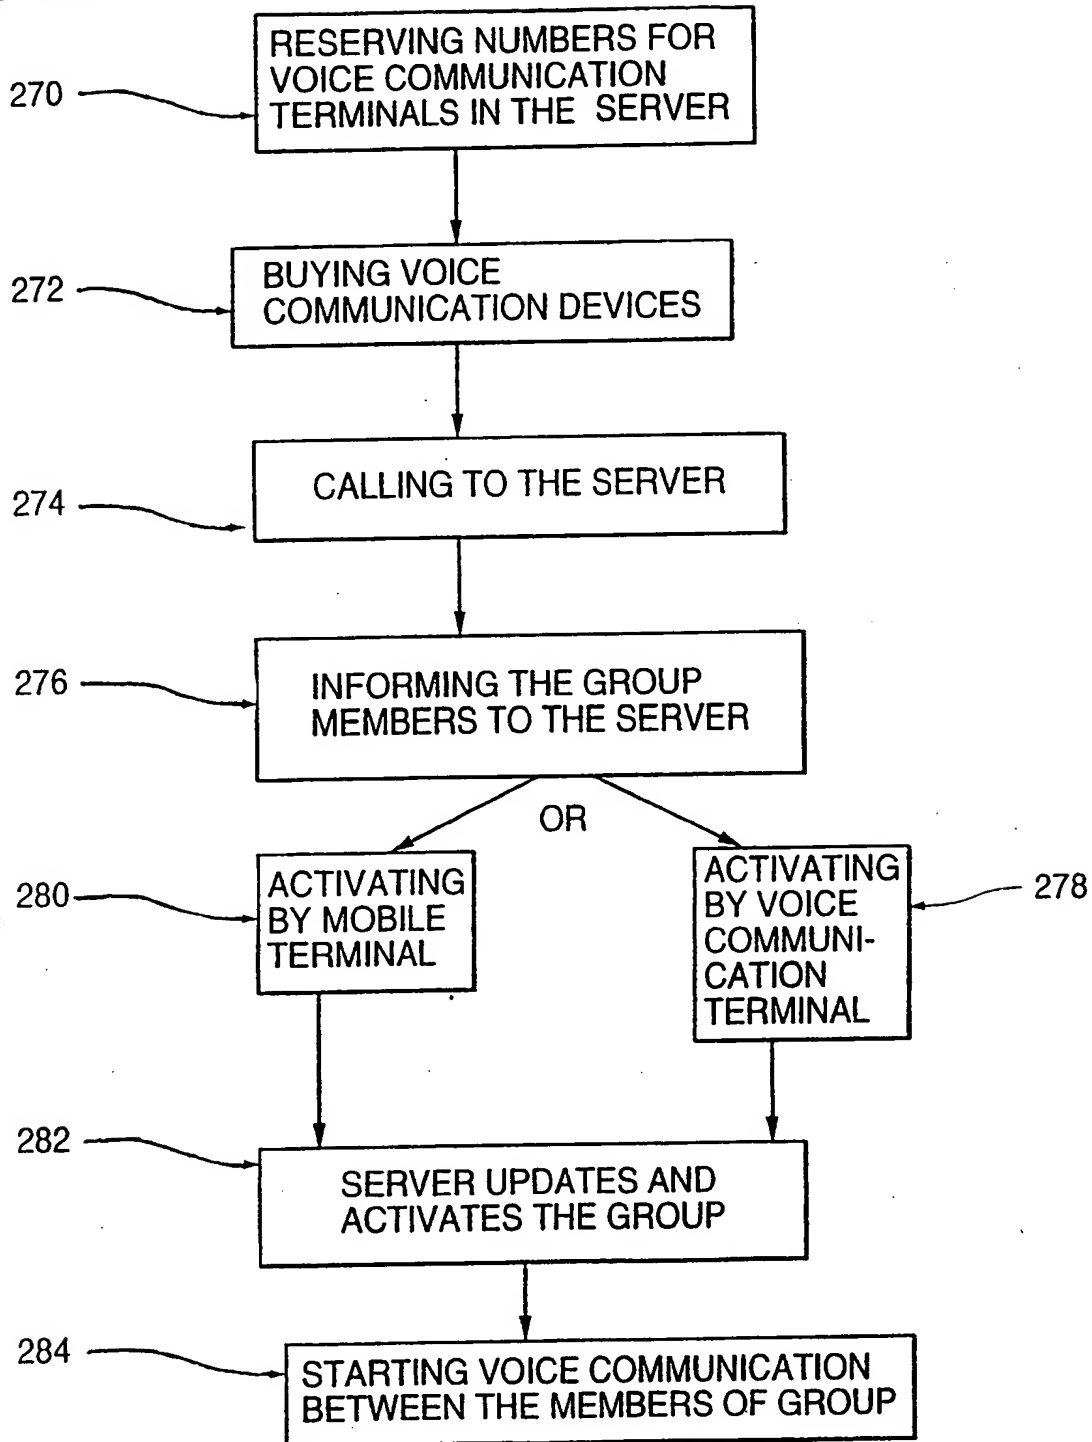 RESERVING NUMBERS FOR
VOICE COMMUNICATION
TERMINALS IN THE SERVER
270
BUYING VOICE
COMMUNICATION DEVICES
272
CALLING TO THE SERVER
274
INFORMING THE GROUP
MEMBERS TO THE SERVER
276
OR
ACTIVATING
BY MOBILE
TERMINAL
280
ACTIVATING
BY VOICE
COMMUNI-
CATION
TERMINAL
278
282
SERVER UPDATES AND
ACTIVATES THE GROUP
284
STARTING VOICE COMMUNICATION
BETWEEN THE MEMBERS OF GROUP